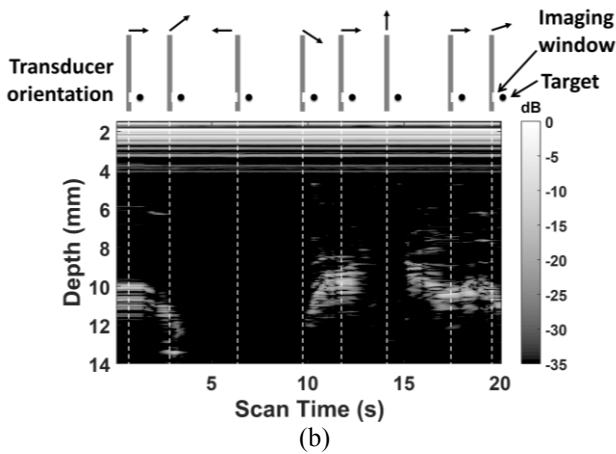 Imaging
window
Transducer
orientation
Target
dB
2
4
6
8
10
12
14
Depth (mm)
0
-5
-10
-15
-20
-25
-30
-35
5
10
15
20
Scan Time (s)
(b)